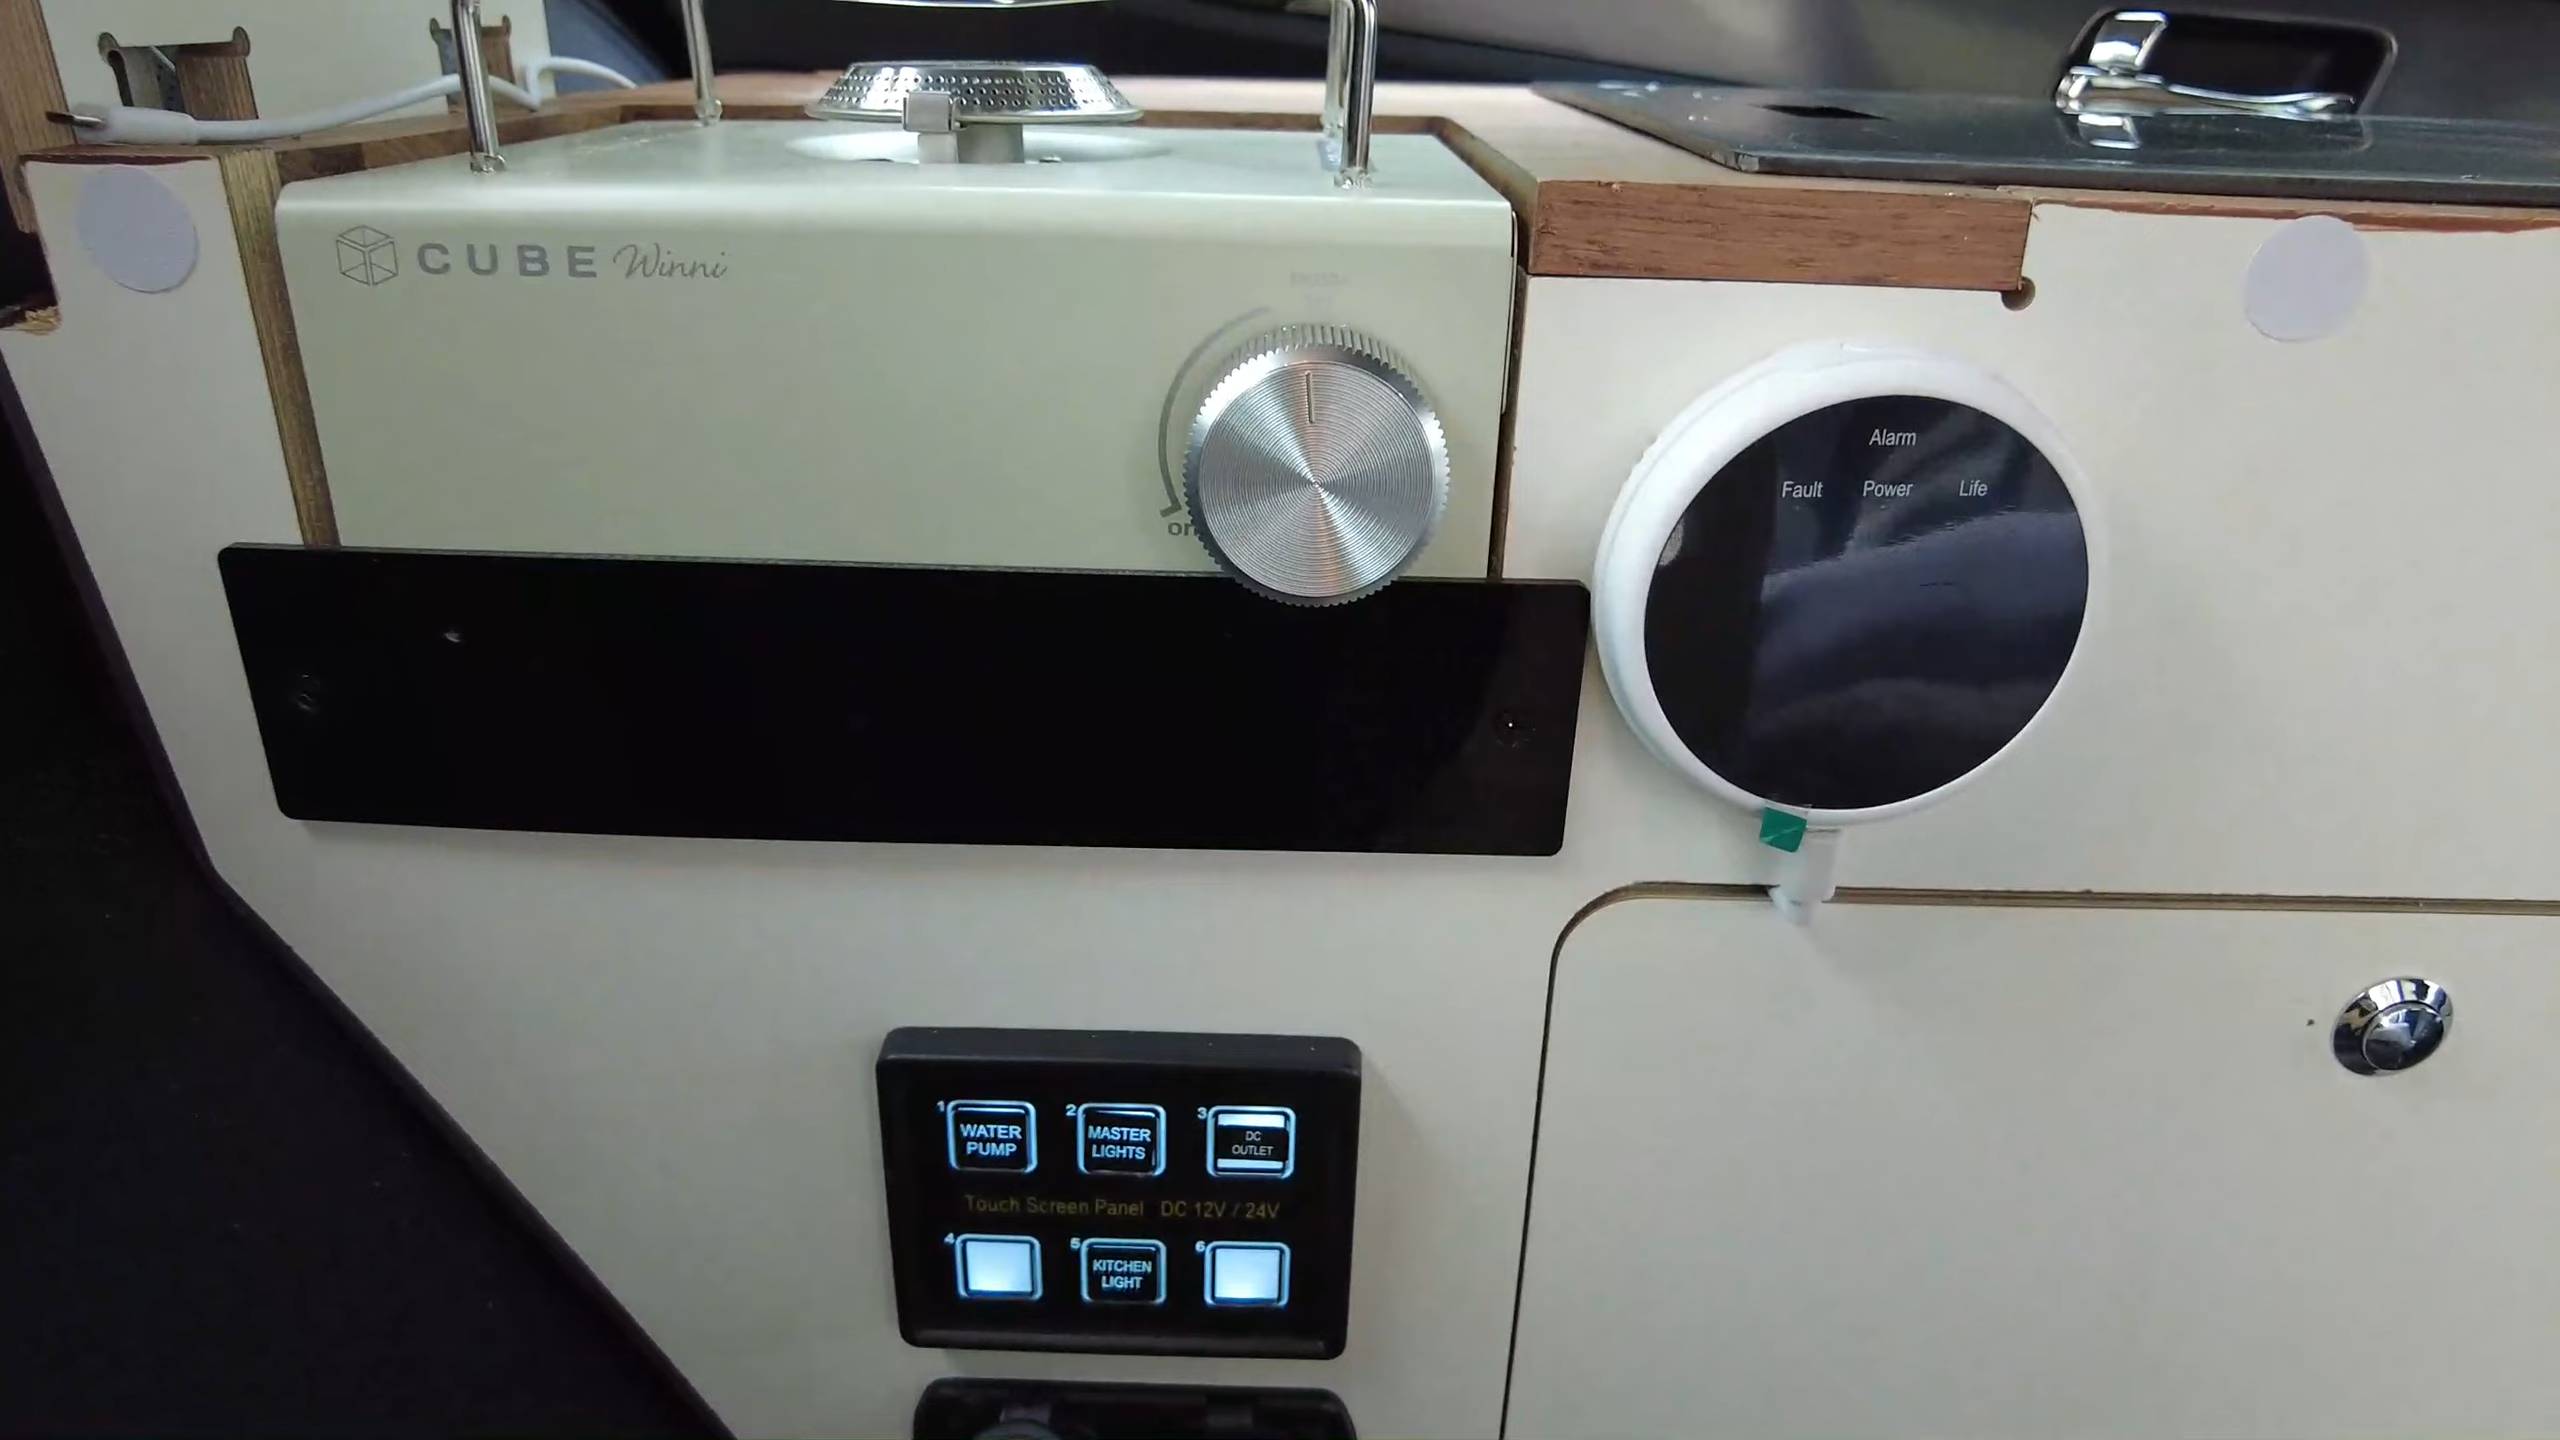 CUBE Winni
on
Alarm
Fault Power Life
1 WATER PUMP
2 MASTER LIGHTS
3 DC OUTLET
Touch Screen Panel DC 12V / 24V
4
5 KITCHEN LIGHT
6